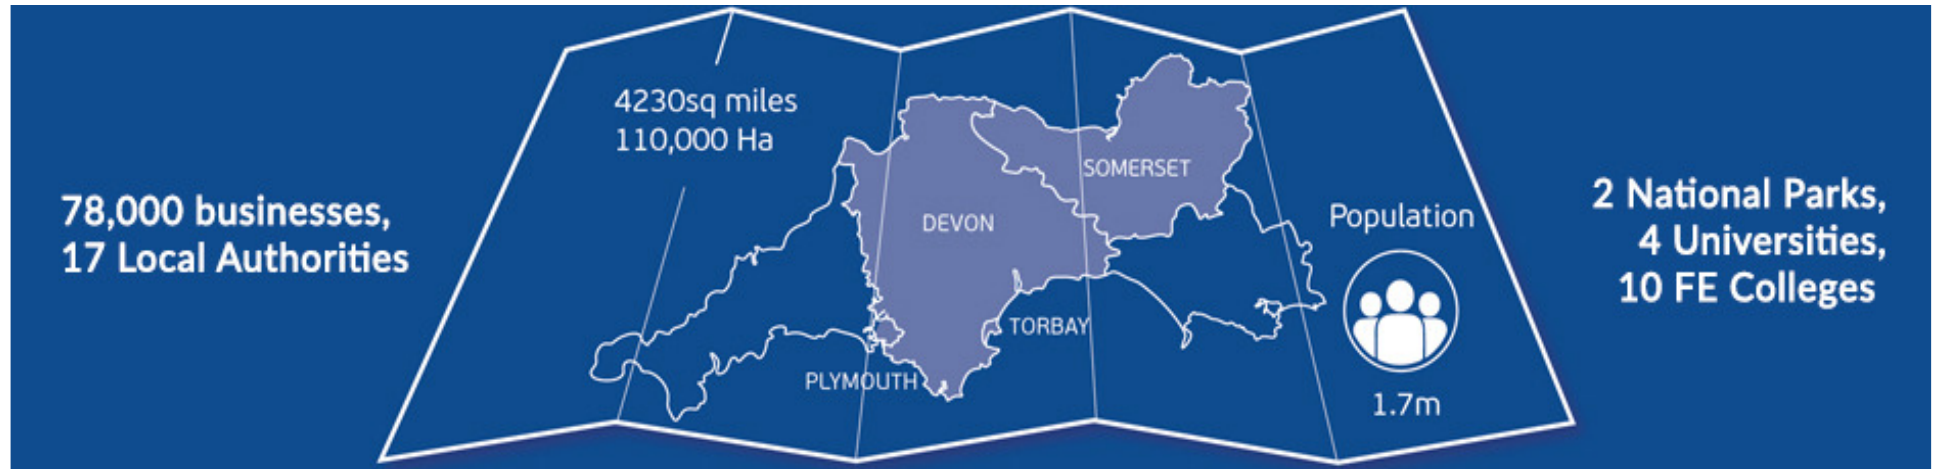 78,000 businesses,
17 Local Authorities
4230sq miles
110,000 Ha
DEVON
SOMERSET
TORBAY
PLYMOUTH
Population
1.7m
2 National Parks,
4 Universities,
10 FE Colleges